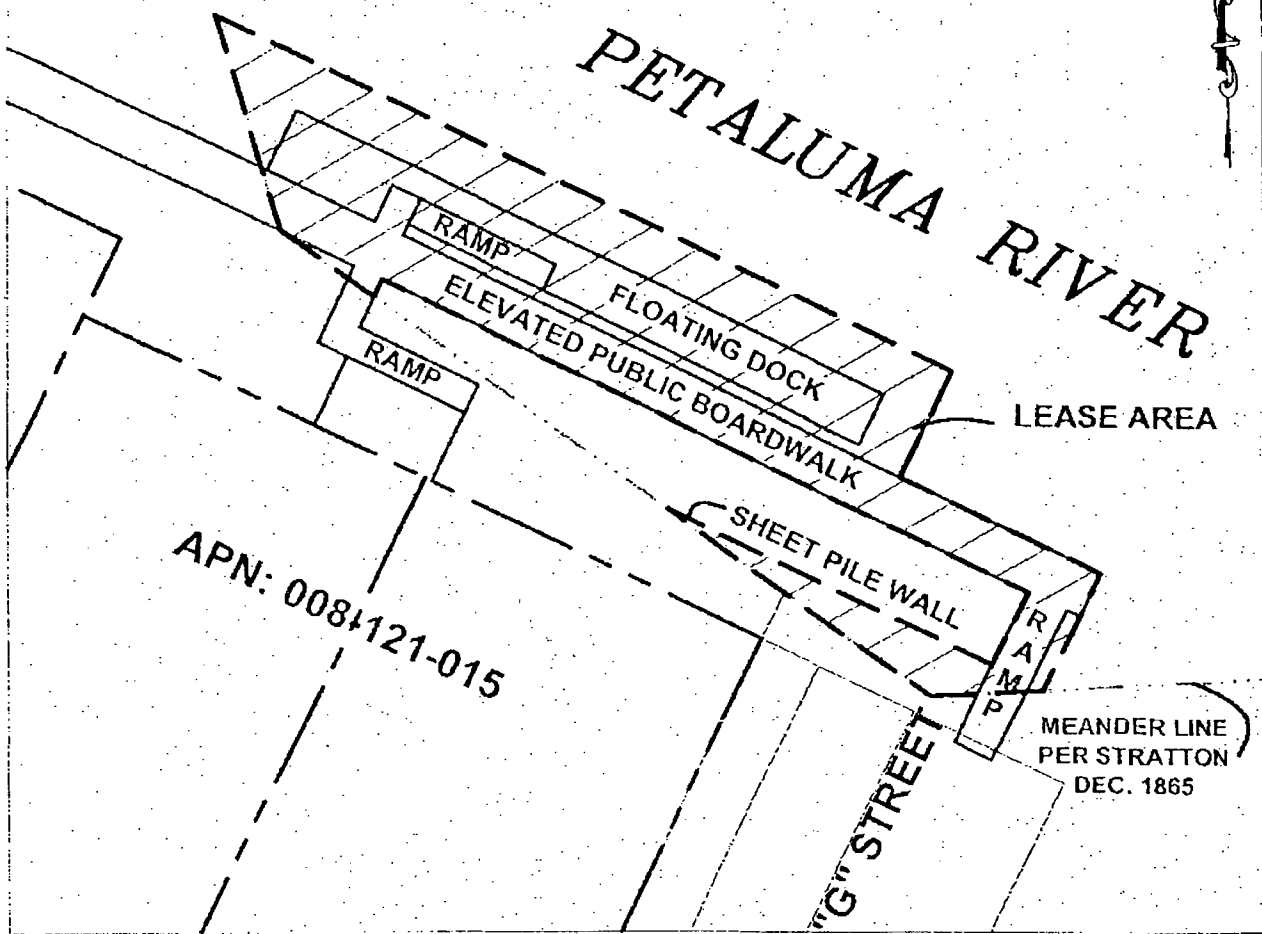 PETALUMA RIVER
RAMP
FLOATING DOCK
ELEVATED PUBLIC BOARDWALK
RAMP
LEASE AREA
SHEET PILE WALL
APN: 008-121-015
RAMP
MEANDER LINE
PER STRATTON
DEC. 1865
"G" STREET